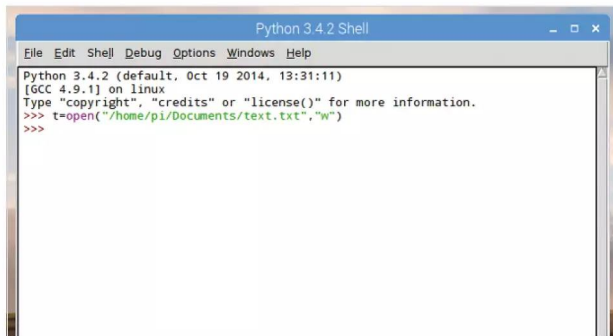 Python 3.4.2 Shell
File Edit Shell Debug Options Windows Help
Python 3.4.2 (default, Oct 19 2014, 13:31:11)
[GCC 4.9.1] on linux
Type "copyright", "credits" or "license()" for more information.
>>> t=open("/home/pi/Documents/text.txt","w")
>>>